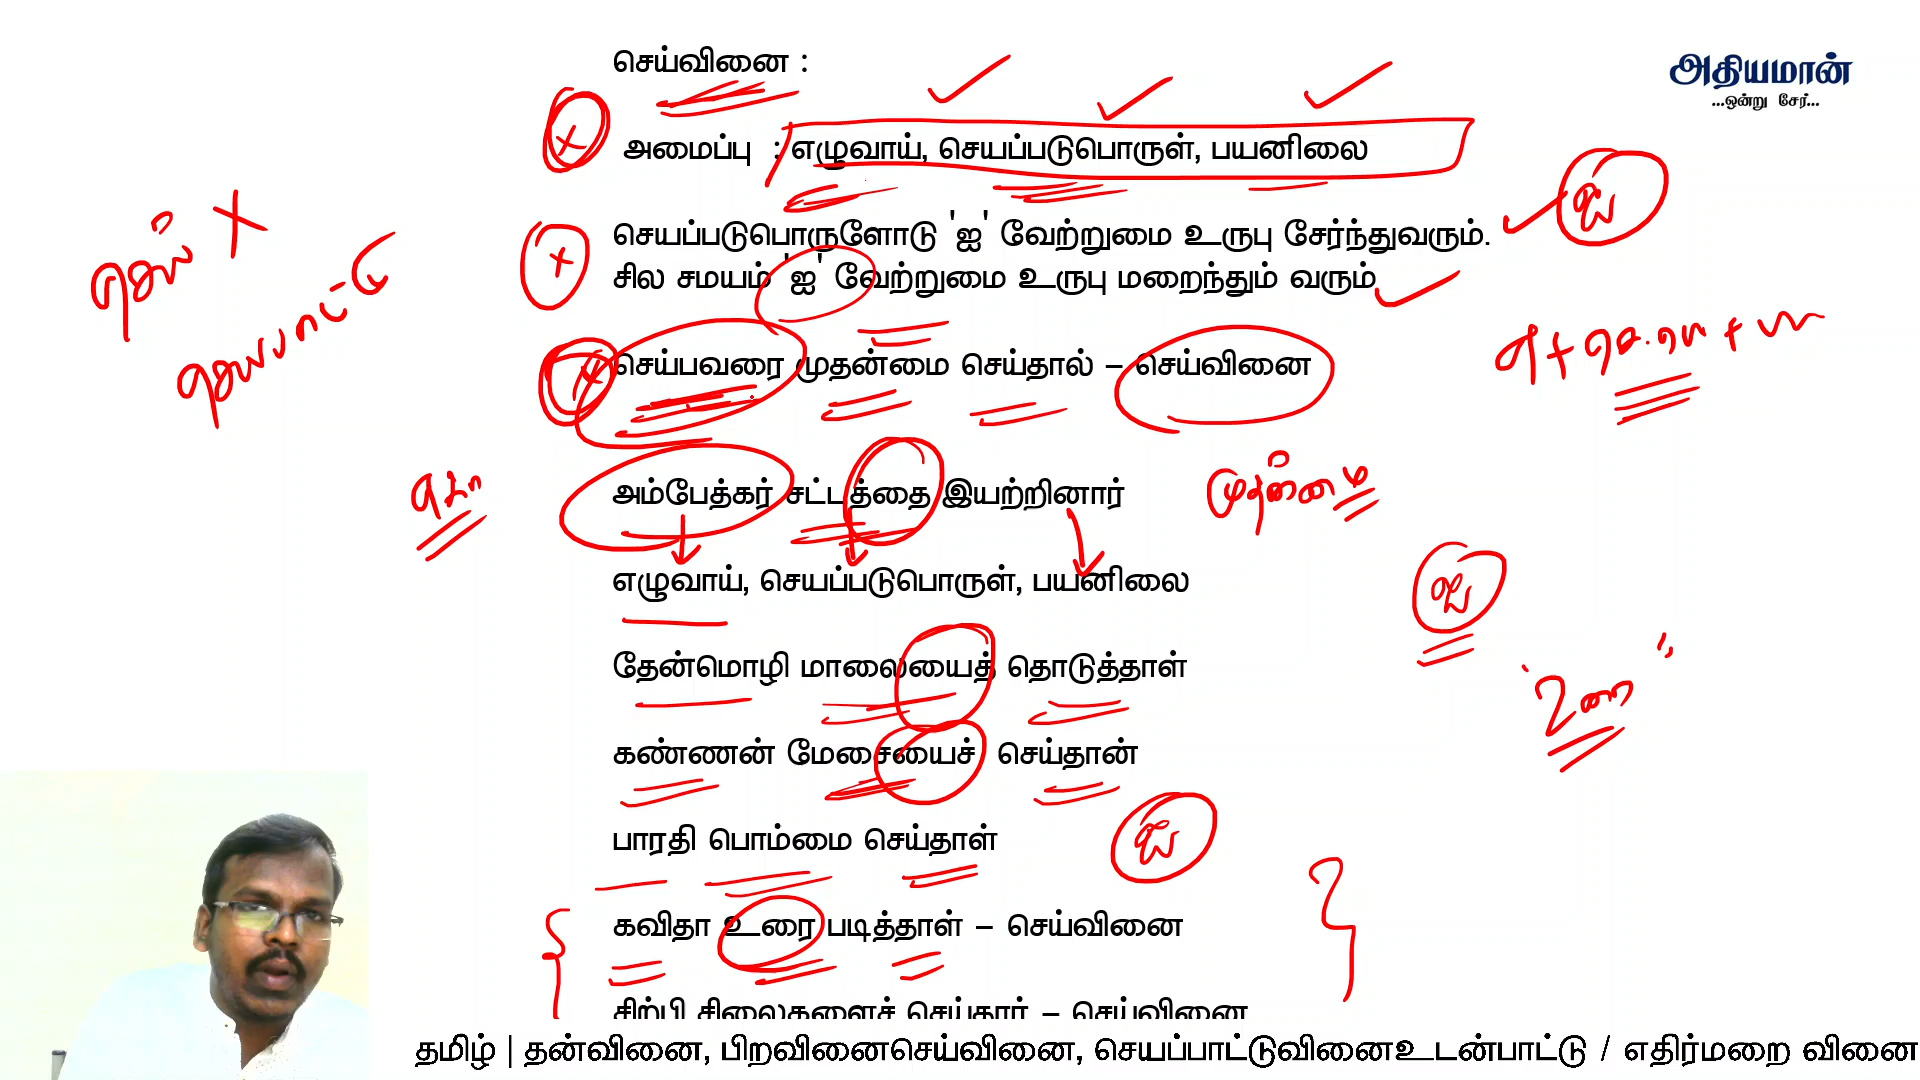 செய்வினை :
அதியமான்
...ஒன்று சேர்...
அமைப்பு : எழுவாய், செயப்படுபொருள், பயனிலை
செயப்படுபொருளோடு 'ஐ' வேற்றுமை உருபு சேர்ந்துவரும்.
சில சமயம் 'ஐ' வேற்றுமை உருபு மறைந்தும் வரும்
செய்பவரை முதன்மை செய்தால் – செய்வினை
அம்பேத்கர் சட்டத்தை இயற்றினார்
முதன்மை
எழுவாய், செயப்படுபொருள், பயனிலை
தேன்மொழி மாலையைத் தொடுத்தாள்
கண்ணன் மேசையைச் செய்தான்
பாரதி பொம்மை செய்தாள்
கவிதா உரை படித்தாள் – செய்வினை
சிற்பி சிலைகளைச் செய்தார் – செய்வினை
தமிழ் | தன்வினை, பிறவினைசெய்வினை, செயப்பாட்டுவினைஉடன்பாட்டு / எதிர்மறை வினை